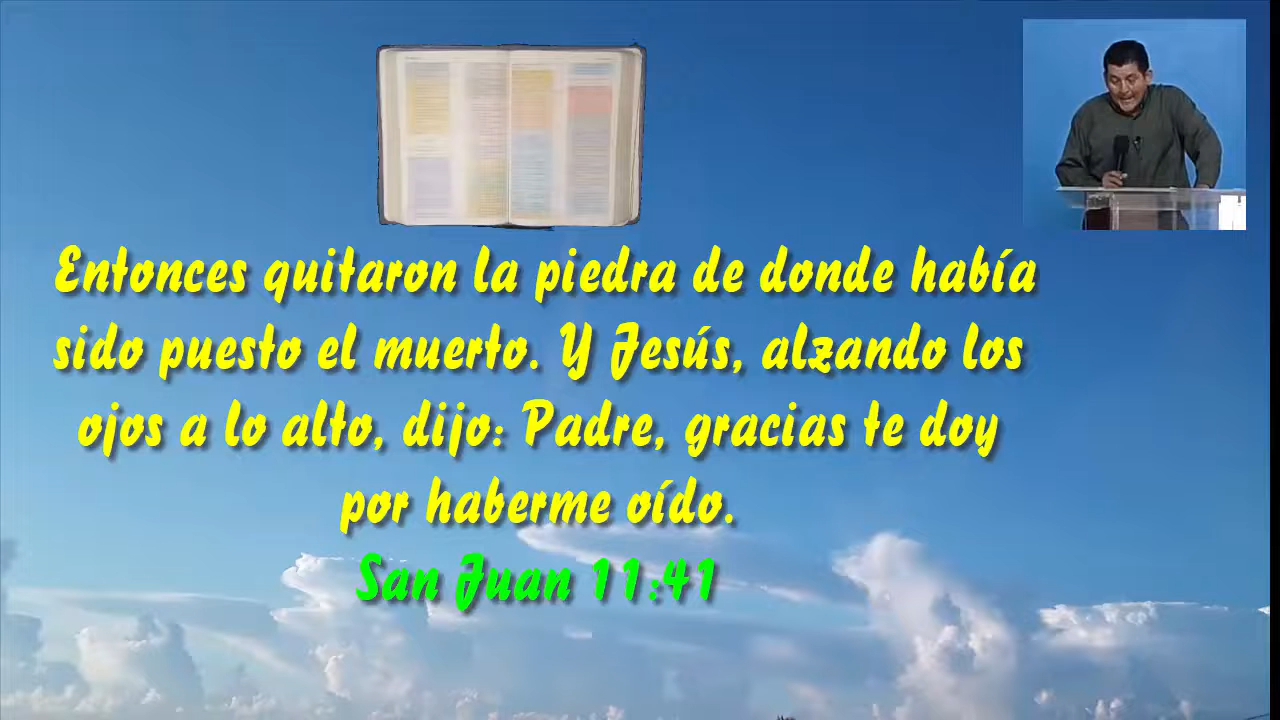 Entonces quitaron la piedra de donde había
sido puesto el muerto. Y Jesús, alzando los
ojos a lo alto, dijo: Padre, gracias te doy
por haberme oído.
San Juan 11:41